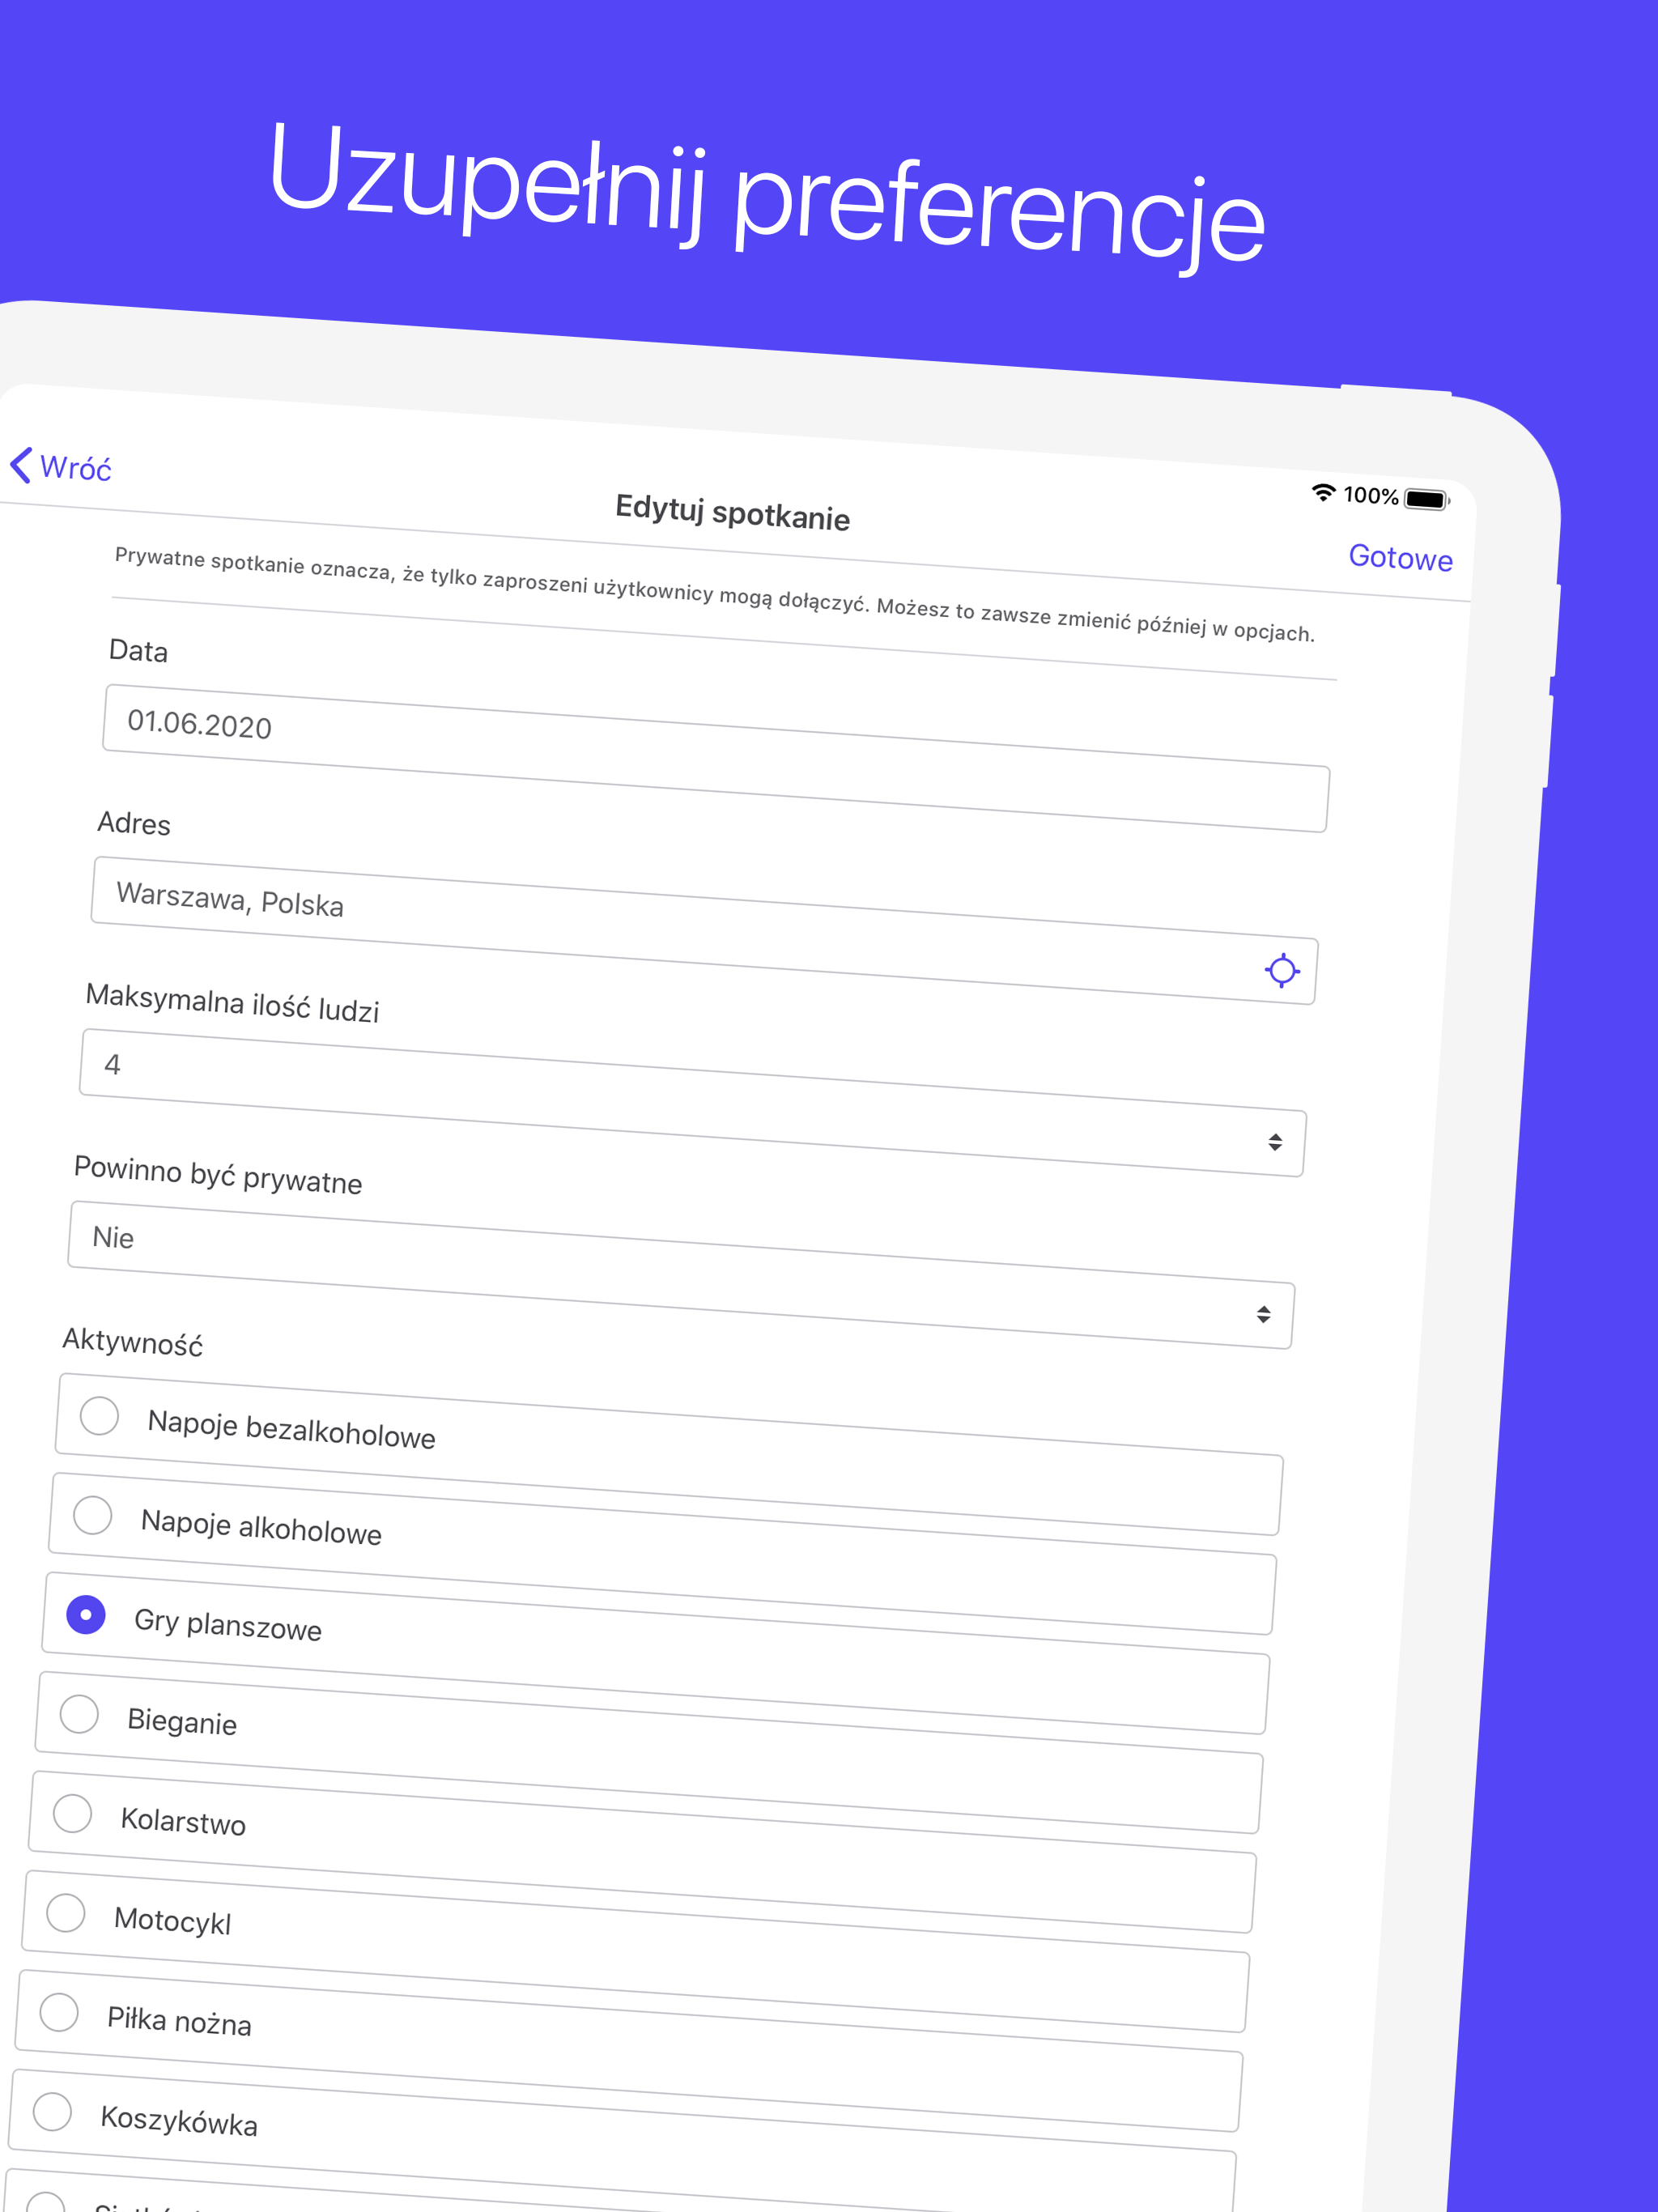 Uzupełnij preferencje
Wróć
Edytuj spotkanie
100%
Gotowe
Prywatne spotkanie oznacza, że tylko zaproszeni użytkownicy mogą dołączyć. Możesz to zawsze zmienić później w opcjach.
Data
01.06.2020
Adres
Warszawa, Polska
Maksymalna ilość ludzi
4
Powinno być prywatne
Nie
Aktywność
Napoje bezalkoholowe
Napoje alkoholowe
Gry planszowe
Bieganie
Kolarstwo
Motocykl
Piłka nożna
Koszykówka